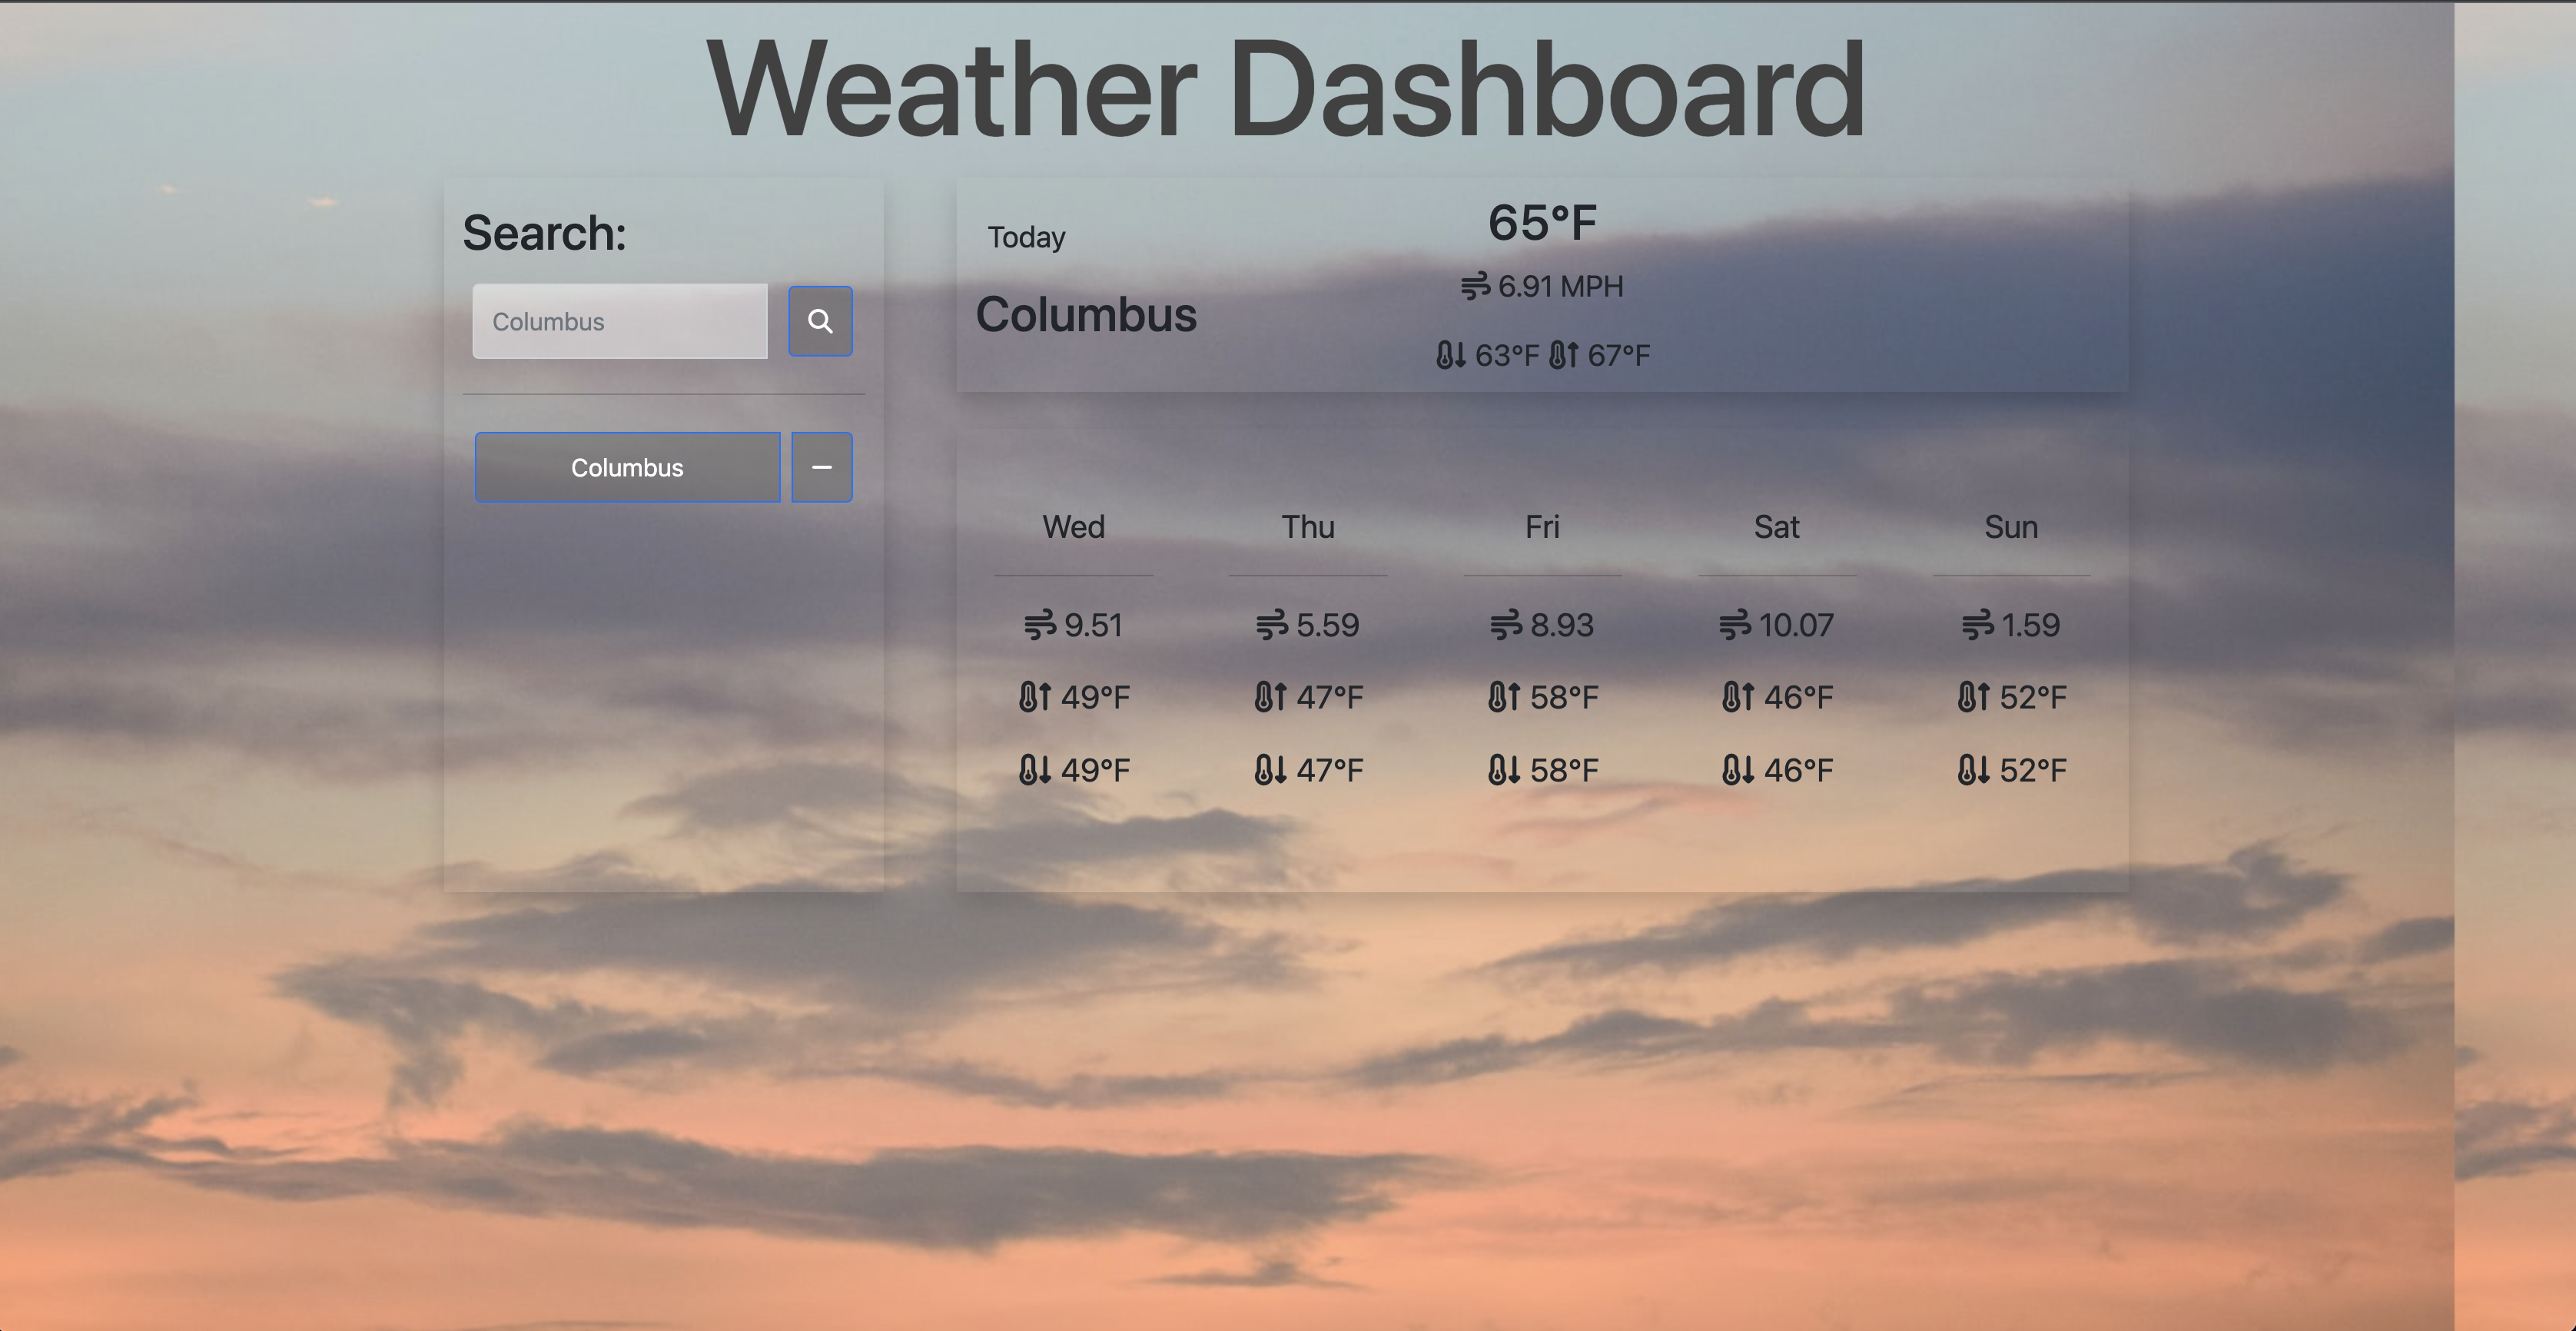 Weather Dashboard
Search:
Columbus
Columbus
Today
Columbus
65°F
6.91 MPH
63°F 67°F
Wed Thu Fri Sat Sun
9.51 5.59 8.93 10.07 1.59
49°F 47°F 58°F 46°F 52°F
49°F 47°F 58°F 46°F 52°F